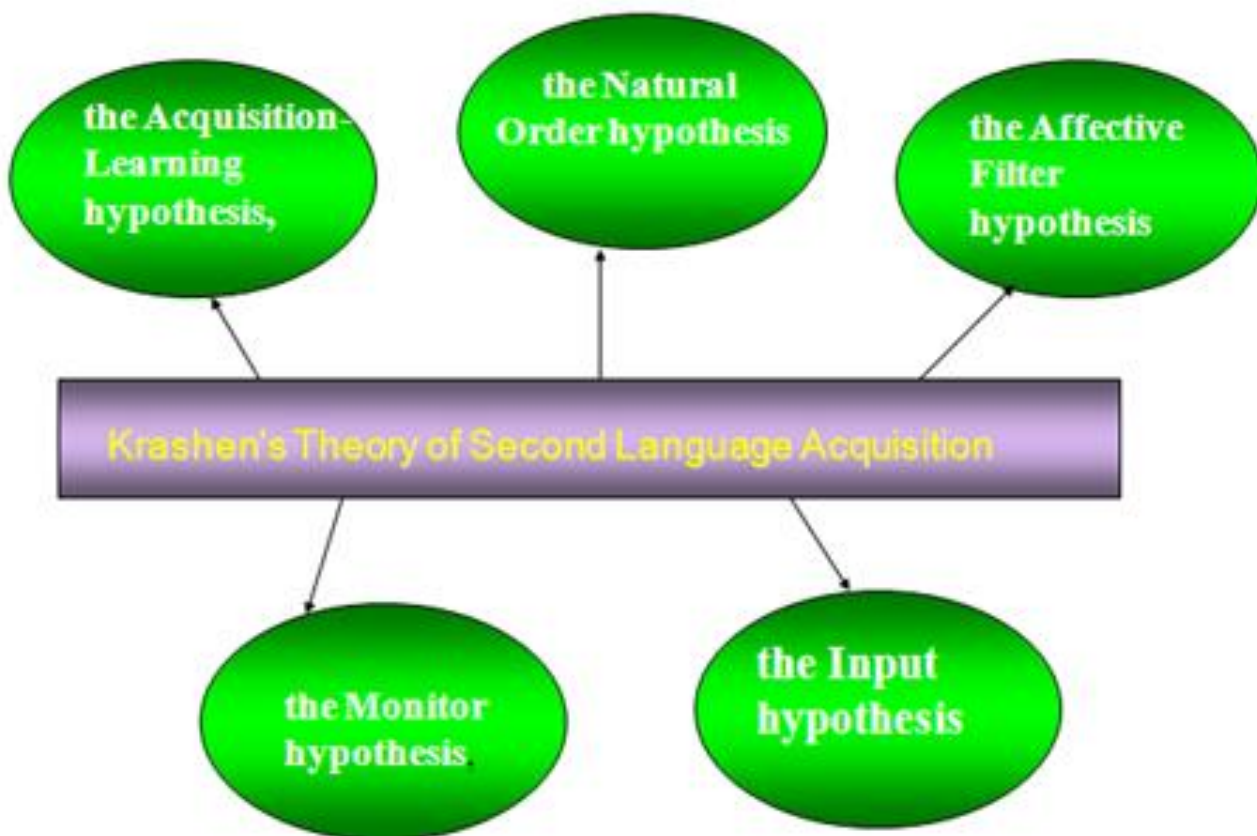 the Acquisition-
Learning
hypothesis,
the Natural
Order hypothesis
the Affective
Filter
hypothesis
Krashen's Theory of Second Language Acquisition
the Monitor
hypothesis.
the Input
hypothesis